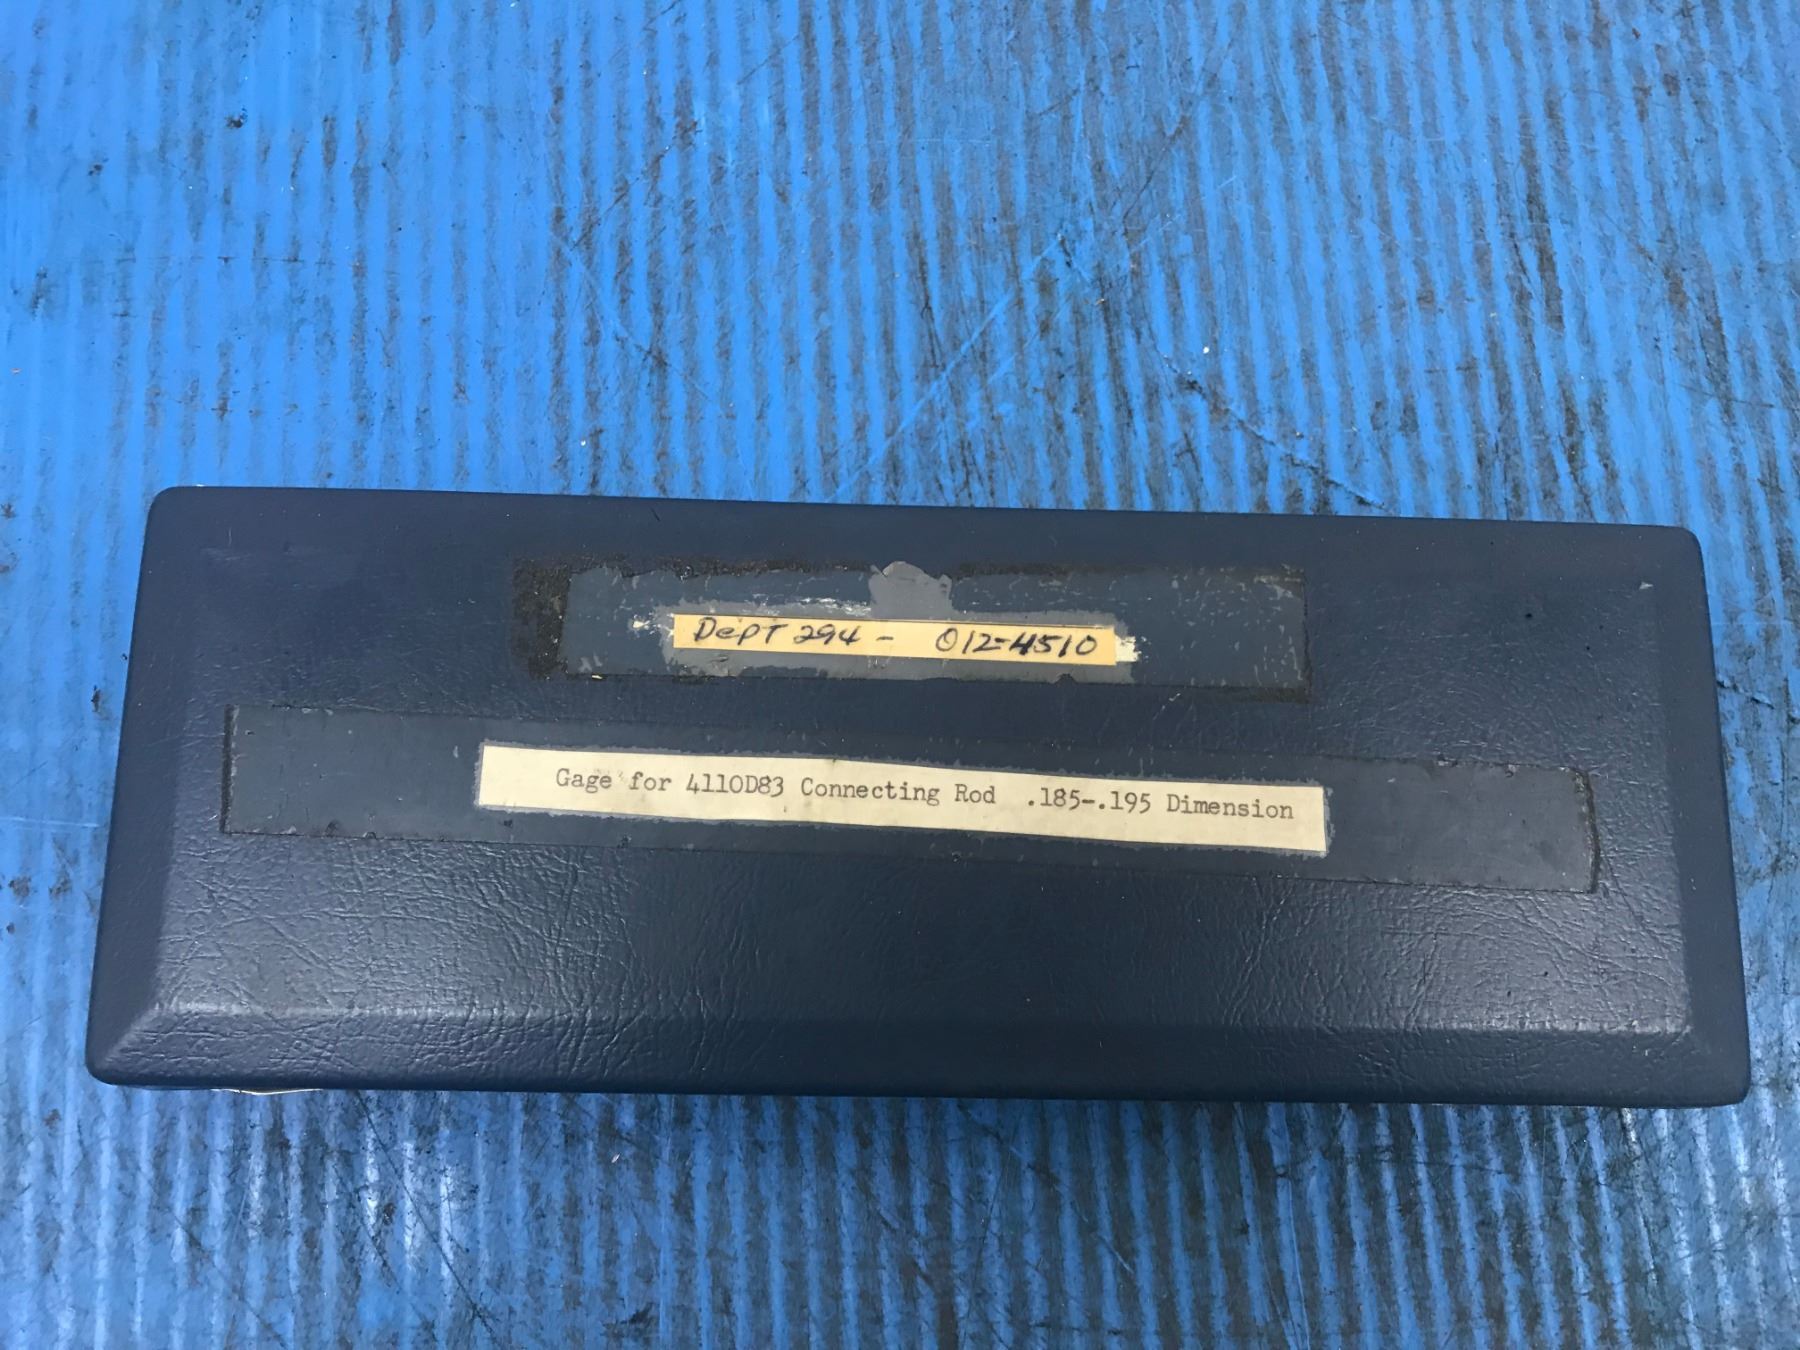 Dept 294 - 012-4510
Gage for 4110D83 Connecting Rod .185-.195 Dimension